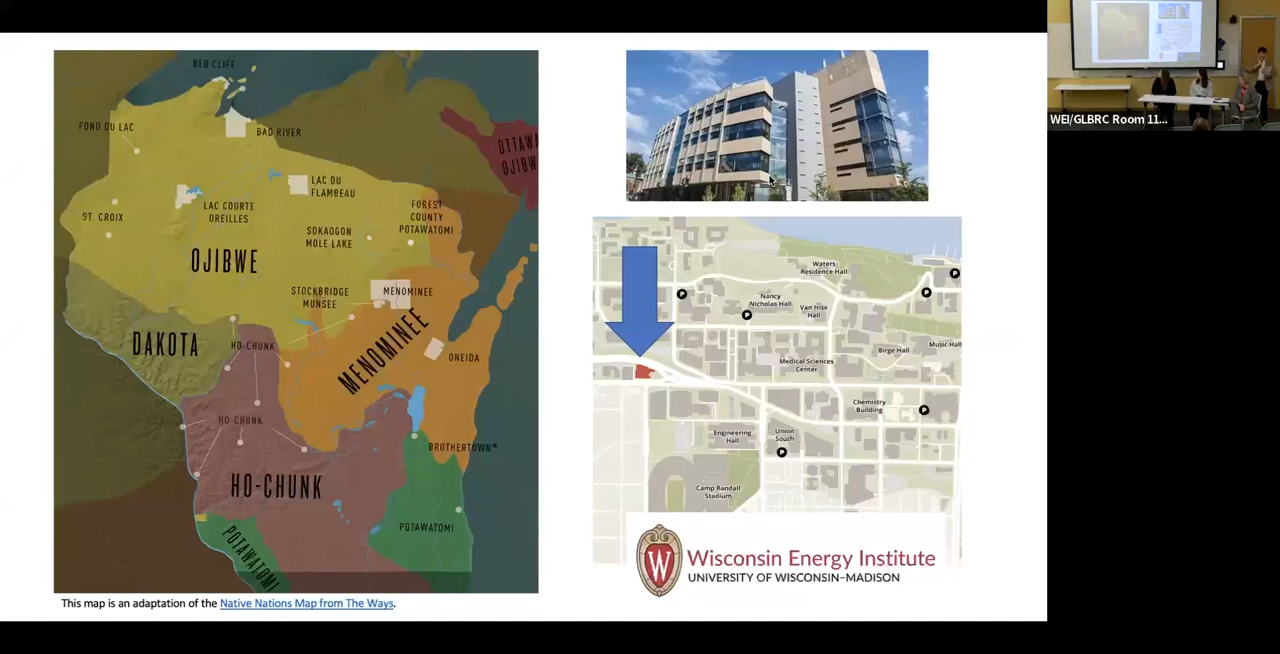 RED CLIFF
FOND DU LAC
BAD RIVER
OTTAWA
OJIBW
LAC DU
FLAMBEAU
ST. CROIX
LAC COURTE
OREILLES
FOREST
COUNTY
POTAWATOMI
SOKAOGON
MOLE LAKE
OJIBWE
STOCKBRIDGE
MUNSEE
MENOMINEE
DAKOTA
HO-CHUNK
MENOMINEE
ONEIDA
HO-CHUNK
BROTHERTOWN*
HO-CHUNK
POTAWATOMI
POTAWATOMI
This map is an adaptation of the Native Nations Map from The Ways.
Waters
Residence Hall
P
P
P
Nancy
Nicholas Hall
P
Van Hise
Hall
Birge Hall
Music Hall
Medical Sciences
Center
Chemistry
Building
P
Engineering
Hall
Union
South
P
Camp Randall
Stadium
W
Wisconsin Energy Institute
UNIVERSITY OF WISCONSIN–MADISON
WEI/GLBRC Room 11...